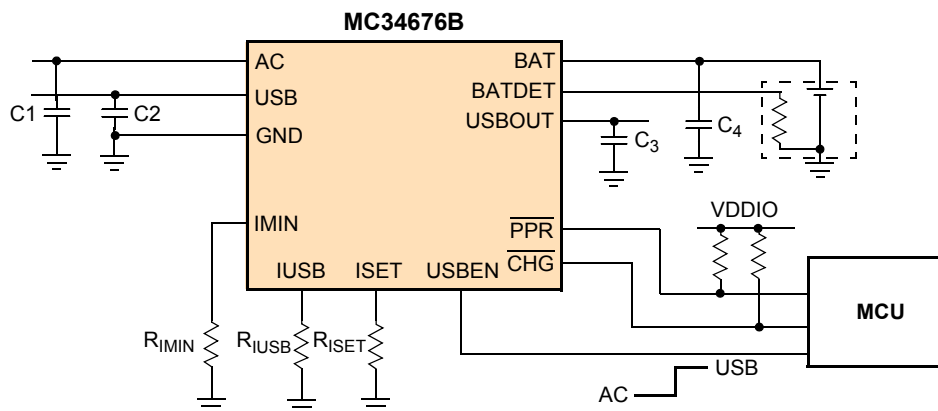 MC34676B
AC
BAT
USB
BATDET
C1
C2
USBOUT
GND
C3
C4
IMIN
PPR
VDDIO
CHG
IUSB
ISET
USBEN
MCU
RIMIN
RIUSB
RISET
USB
AC